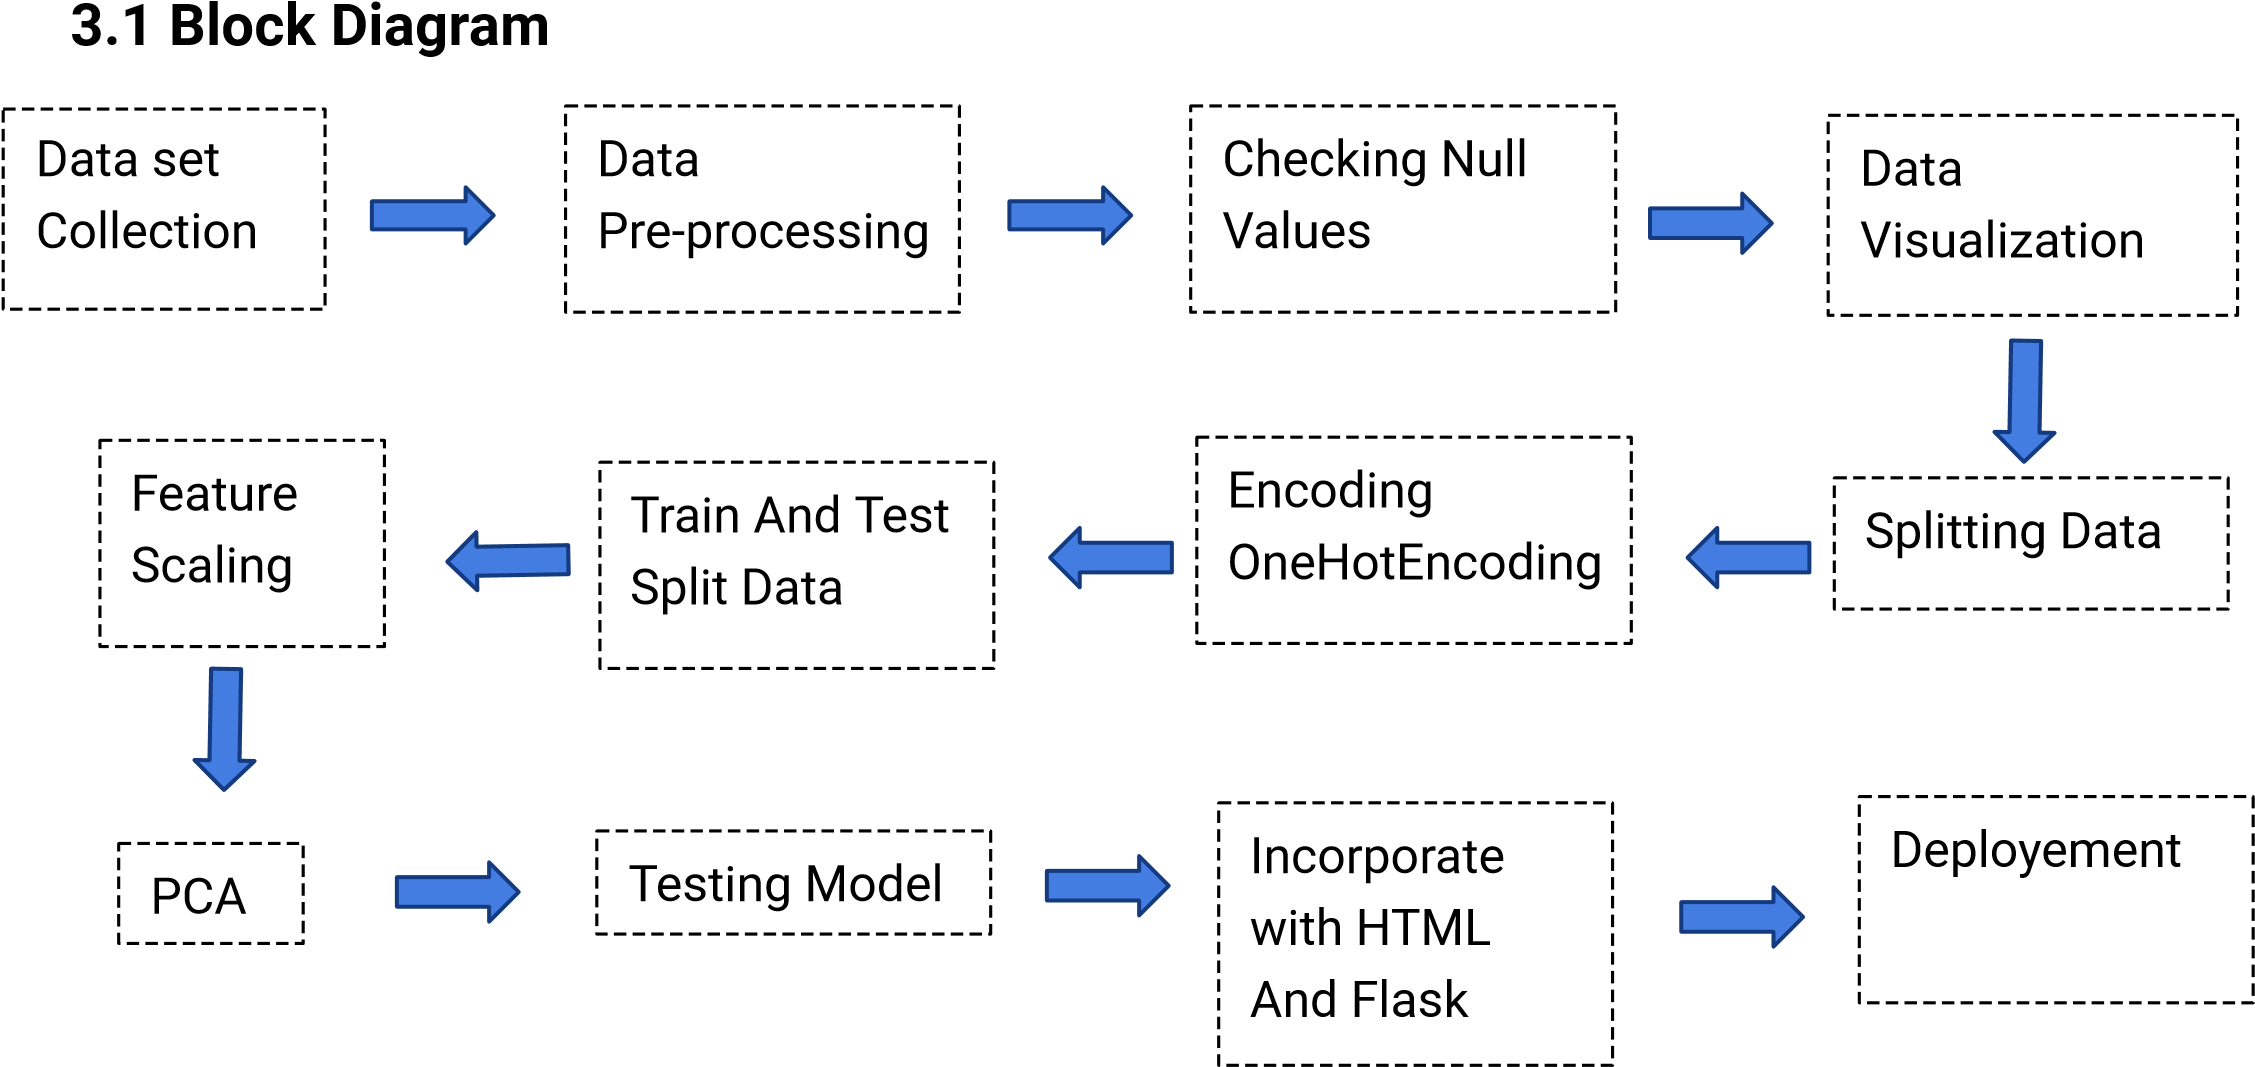 3.1 Block Diagram
Data set
Collection
Data
Pre-processing
Checking Null
Values
Data
Visualization
Splitting Data
Encoding
OneHotEncoding
Train And Test
Split Data
Feature
Scaling
PCA
Testing Model
Incorporate
with HTML
And Flask
Deployement